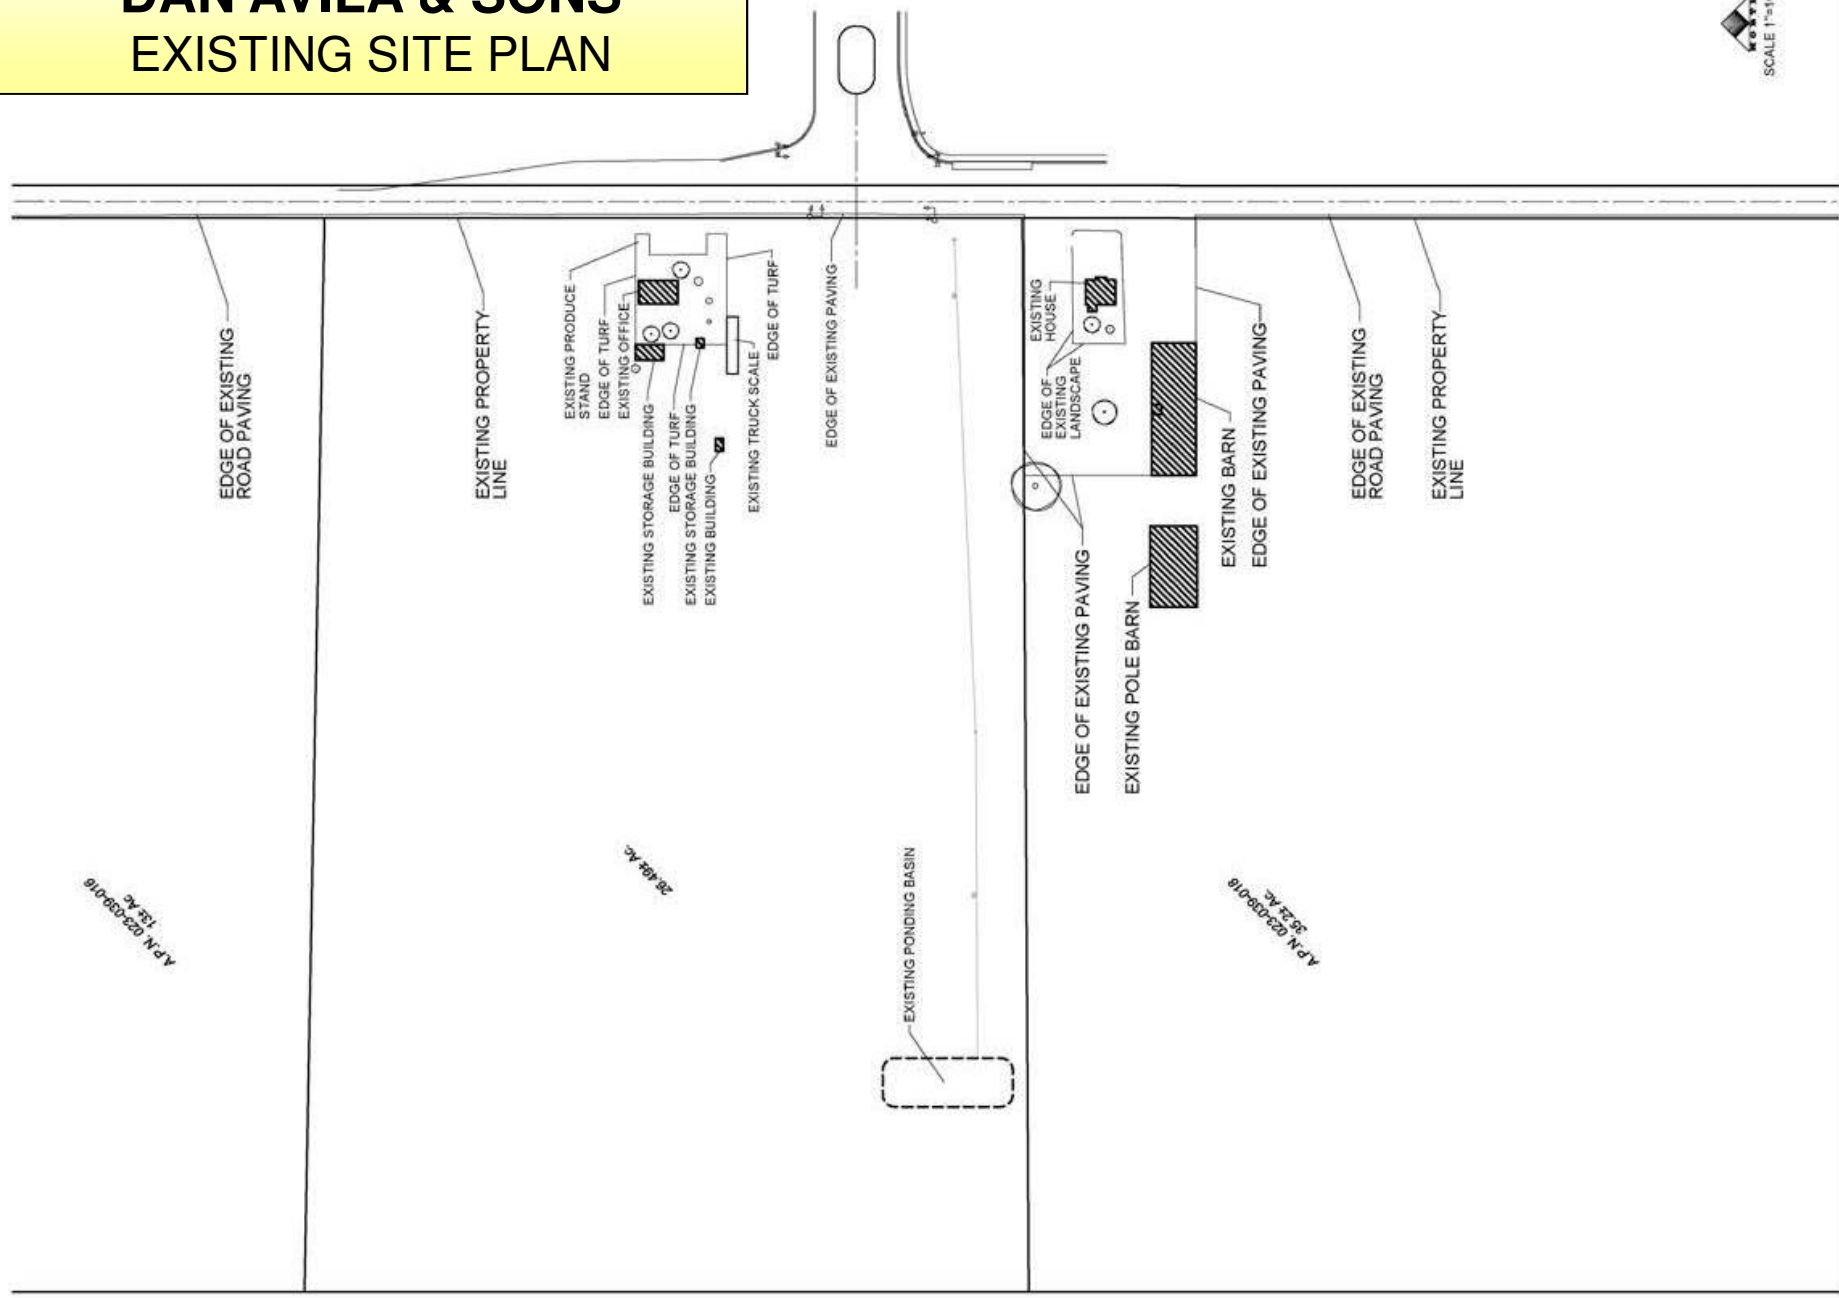 DAN AVILA & SONS
EXISTING SITE PLAN
SCALE 1"=1
EDGE OF EXISTING
ROAD PAVING
EXISTING PROPERTY
LINE
EXISTING PRODUCE
STAND
EDGE OF TURF
EXISTING OFFICE
EXISTING STORAGE BUILDING
EDGE OF TURF
EXISTING STORAGE BUILDING
EXISTING BUILDING
EXISTING TRUCK SCALE
EDGE OF TURF
EDGE OF EXISTING PAVING
EXISTING
HOUSE
EDGE OF
EXISTING
LANDSCAPE
EDGE OF EXISTING PAVING
EXISTING POLE BARN
EXISTING BARN
EDGE OF EXISTING PAVING
EDGE OF EXISTING
ROAD PAVING
EXISTING PROPERTY
LINE
A.P.N. 023-039-016
13± Ac.
26.49± Ac.
EXISTING PONDING BASIN
A.P.N. 023-039-018
35.2± Ac.